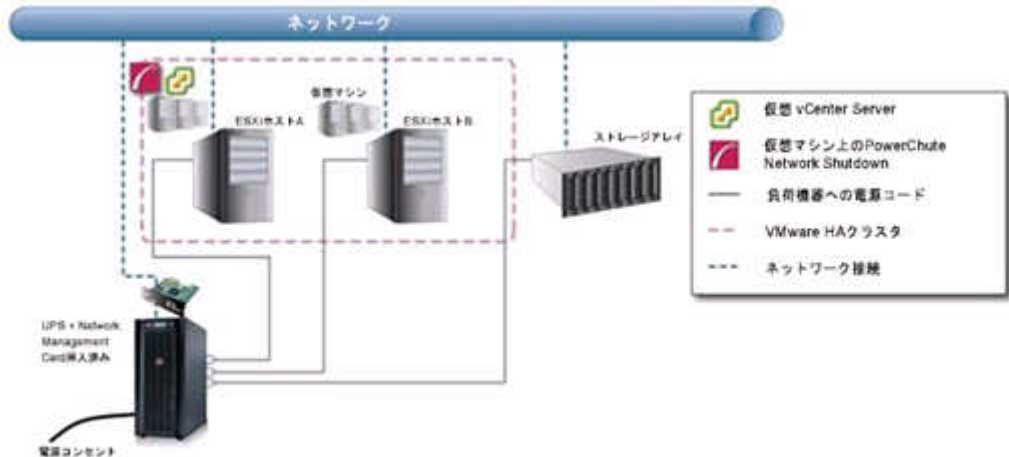 ネットワーク
仮想マシン
ESXiホストA
ESXiホストB
ストレージアレイ
UPS + Network
Management
Card挿入済み
電源コンセント
仮想 vCenter Server
仮想マシン上のPowerChute
Network Shutdown
負荷機器への電源コード
VMware HAクラスタ
ネットワーク接続